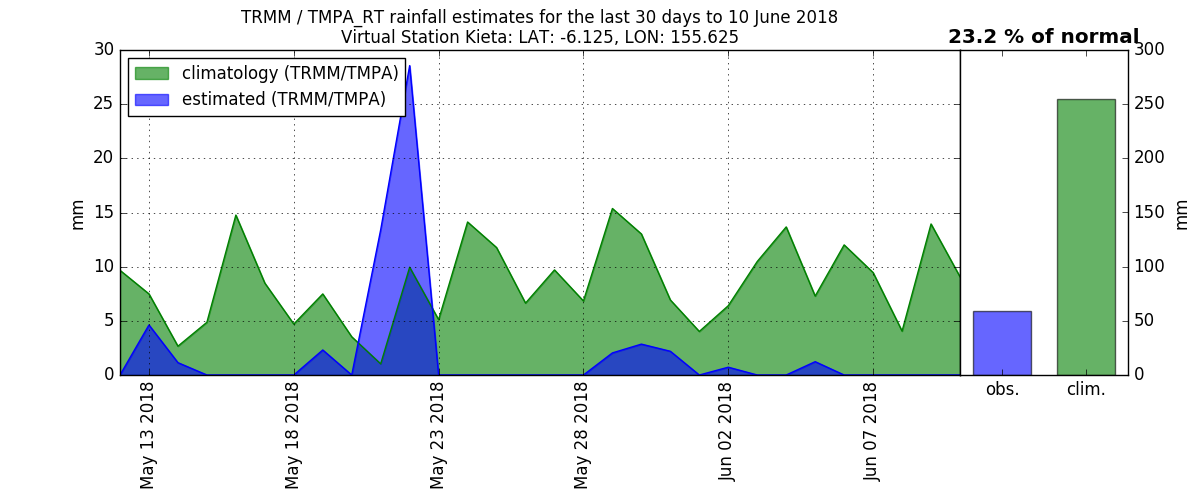 TRMM / TMPA_RT rainfall estimates for the last 30 days to 10 June 2018
Virtual Station Kieta: LAT: -6.125, LON: 155.625
23.2 % of normal
climatology (TRMM/TMPA)
estimated (TRMM/TMPA)
30
25
20
15
10
5
0
mm
May 13 2018
May 18 2018
May 23 2018
May 28 2018
Jun 02 2018
Jun 07 2018
300
250
200
150
100
50
0
mm
obs.
clim.